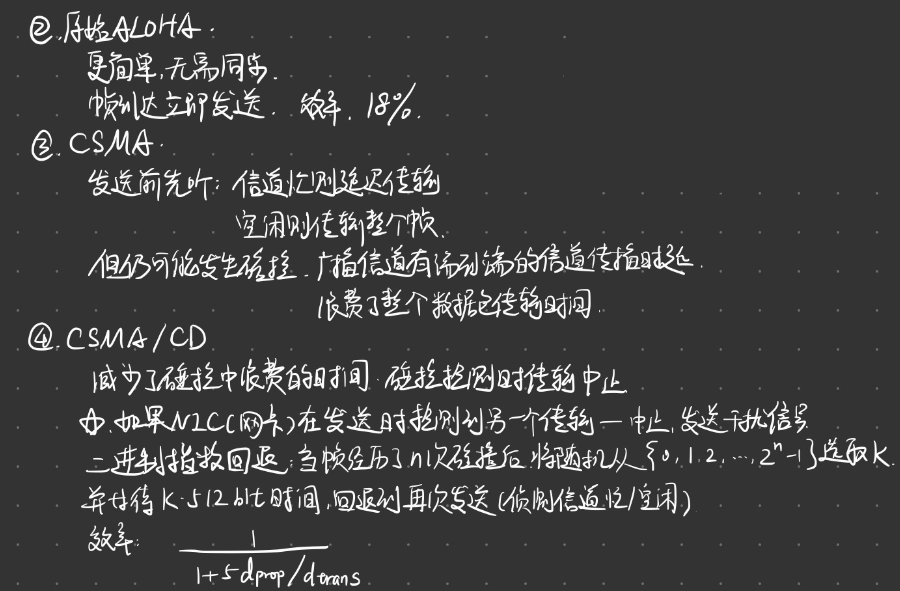 ②.原始ALOHA.
更简单,无需同步.
帧到达立即发送. 效率. 18%.
③.CSMA.
发送前先听: 信道忙则延迟传输
空闲则传输整个帧.
但仍可能发生碰撞. 广播信道有端到端的信道传播时延.
浪费了整个数据包传输时间.
④.CSMA/CD
减少了碰撞中浪费的时间.碰撞检测时传输中止
如果NIC(网卡)在发送时检测到另一个传输—中止,发送干扰信号
二进制指数回退:当帧经历了n次碰撞后.将随机从{0,1,2,…,2ⁿ-1}选取K.
并等待K·512bit时间,回退到再次发送(侦测信道忙/空闲)
效率: 1
1+5dprop/dtrans